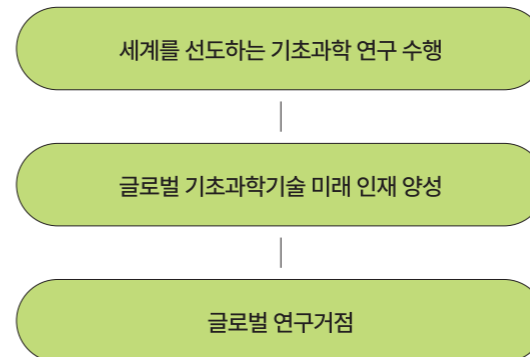 세계를 선도하는 기초과학 연구 수행
글로벌 기초과학기술 미래 인재 양성
글로벌 연구거점